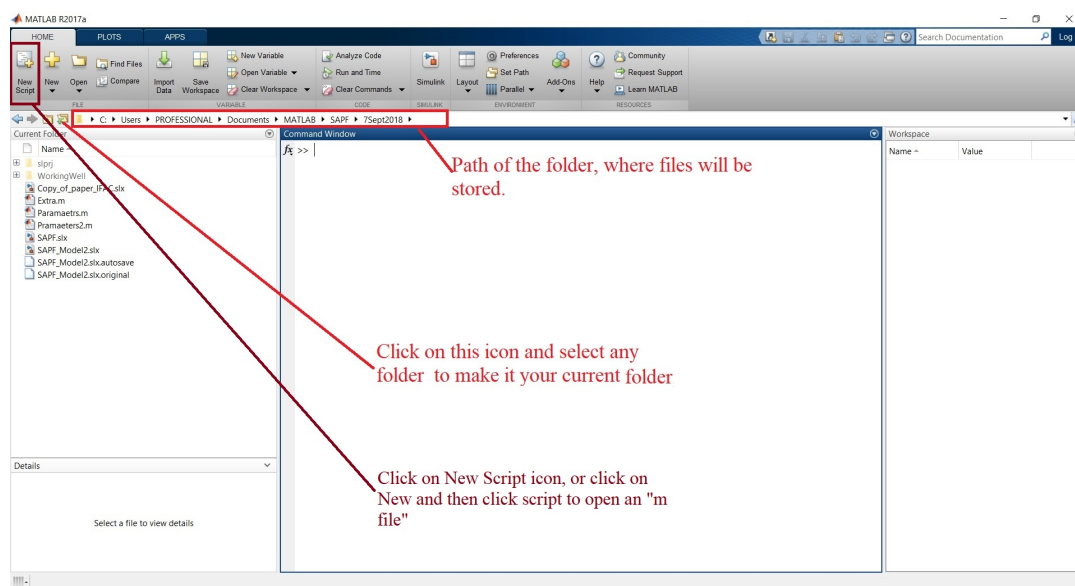 MATLAB R2017a
HOME PLOTS APPS
Search Documentation Log
New Script
New
Open
Find Files
Compare
Import Data
Save Workspace
New Variable
Open Variable
Clear Workspace
Analyze Code
Run and Time
Clear Commands
Simulink
Layout
Preferences
Set Path
Parallel
Add-Ons
Help
Community
Request Support
Learn MATLAB
FILE VARIABLE CODE SIMULINK ENVIRONMENT RESOURCES
C: Users PROFESSIONAL Documents MATLAB SAPF 7Sept2018
Current Folder
Name
slprj
WorkingWell
Copy_of_paper_IFAC.slx
Extra.m
Paramaetrs.m
Pramaeters2.m
SAPF.slx
SAPF_Model2.slx
SAPF_Model2.slx.autosave
SAPF_Model2.slx.original
Details
Select a file to view details
Command Window
fx >>
Path of the folder, where files will be
stored.
Click on this icon and select any
folder to make it your current folder
Click on New Script icon, or click on
New and then click script to open an "m
file"
Workspace
Name Value